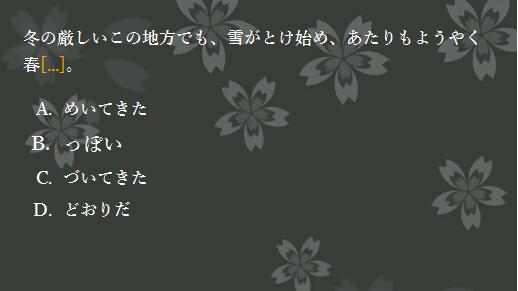 冬の厳しいこの地方でも、雪がとけ始め、あたりもようやく
春[...]。
A. めいてきた
B. っぽい
C. づいてきた
D. どおりだ